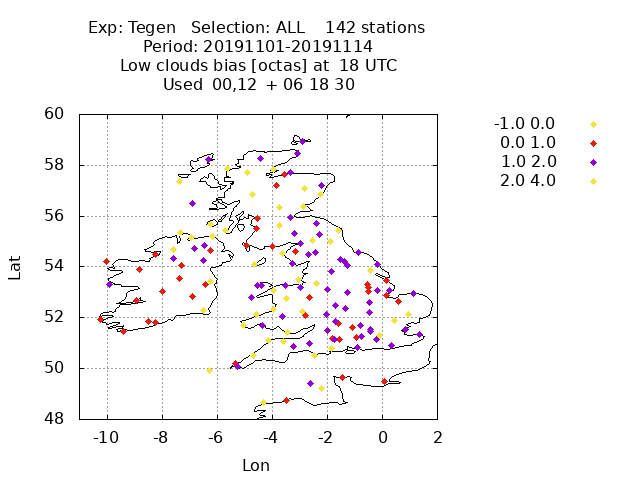 Exp: Tegen   Selection: ALL    142 stations
Period: 20191101-20191114
Low clouds bias [octas] at  18 UTC
Used  00,12  + 06 18 30
60
58
56
54
52
50
48
Lat
-10 -8 -6 -4 -2 0 2
Lon
-1.0 0.0
0.0 1.0
1.0 2.0
2.0 4.0